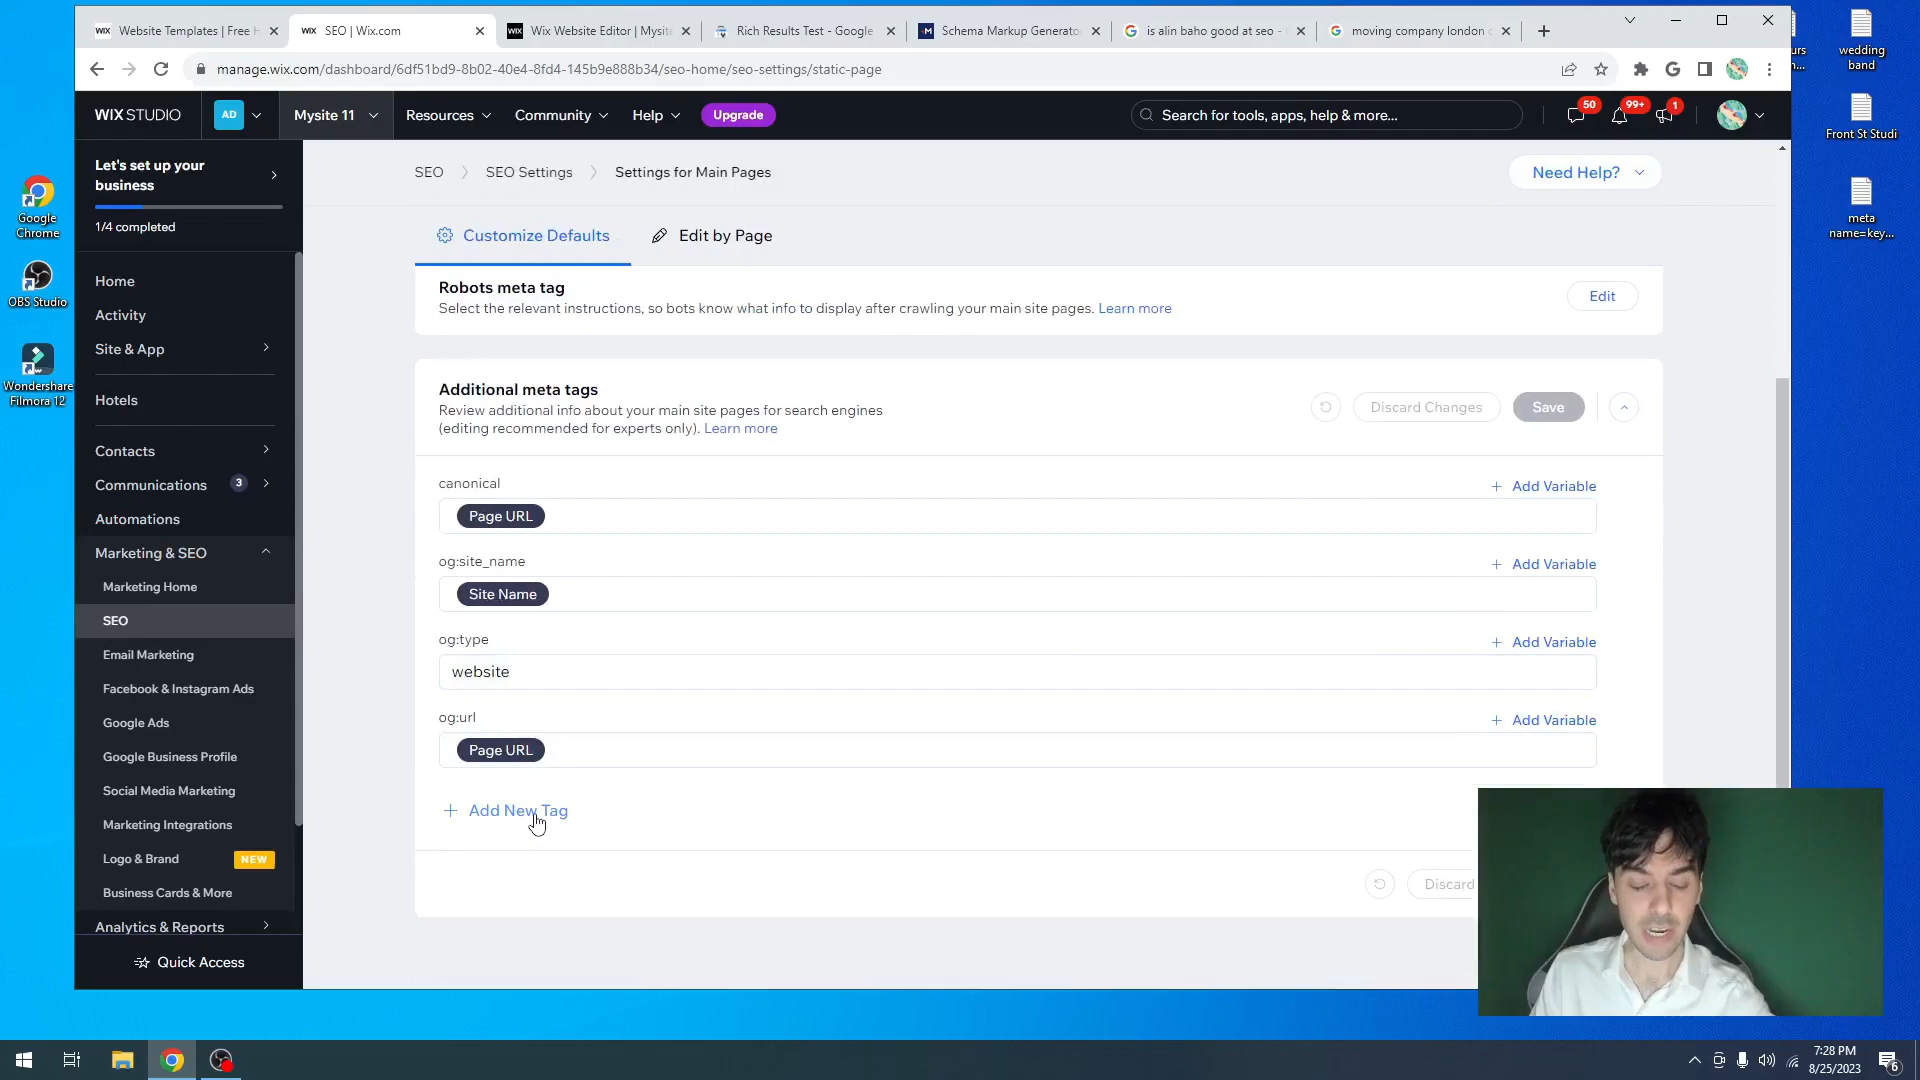 Website Templates | Free H
SEO | Wix.com
Wix Website Editor | Mysite
Rich Results Test - Google
Schema Markup Generator
is alin baho good at seo -
moving company london
manage.wix.com/dashboard/6df51bd9-8b02-40e4-8fd4-145b9e888b34/seo-home/seo-settings/static-page
WIX STUDIO
AD
Mysite 11
Resources
Community
Help
Upgrade
Search for tools, apps, help & more...
50
99+
1
Let's set up your
business
1/4 completed
Home
Activity
Site & App
Hotels
Contacts
Communications 3
Automations
Marketing & SEO
Marketing Home
SEO
Email Marketing
Facebook & Instagram Ads
Google Ads
Google Business Profile
Social Media Marketing
Marketing Integrations
Logo & Brand NEW
Business Cards & More
Analytics & Reports
Quick Access
SEO
SEO Settings
Settings for Main Pages
Need Help?
Customize Defaults
Edit by Page
Robots meta tag
Select the relevant instructions, so bots know what info to display after crawling your main site pages. Learn more
Edit
Additional meta tags
Review additional info about your main site pages for search engines
(editing recommended for experts only). Learn more
Discard Changes
Save
canonical
Add Variable
Page URL
og:site_name
Add Variable
Site Name
og:type
Add Variable
website
og:url
Add Variable
Page URL
Add New Tag
Discard
Google
Chrome
OBS Studio
Wondershare
Filmora 12
wedding
band
Front St Studi
meta
name=key...
7:28 PM
8/25/2023
6